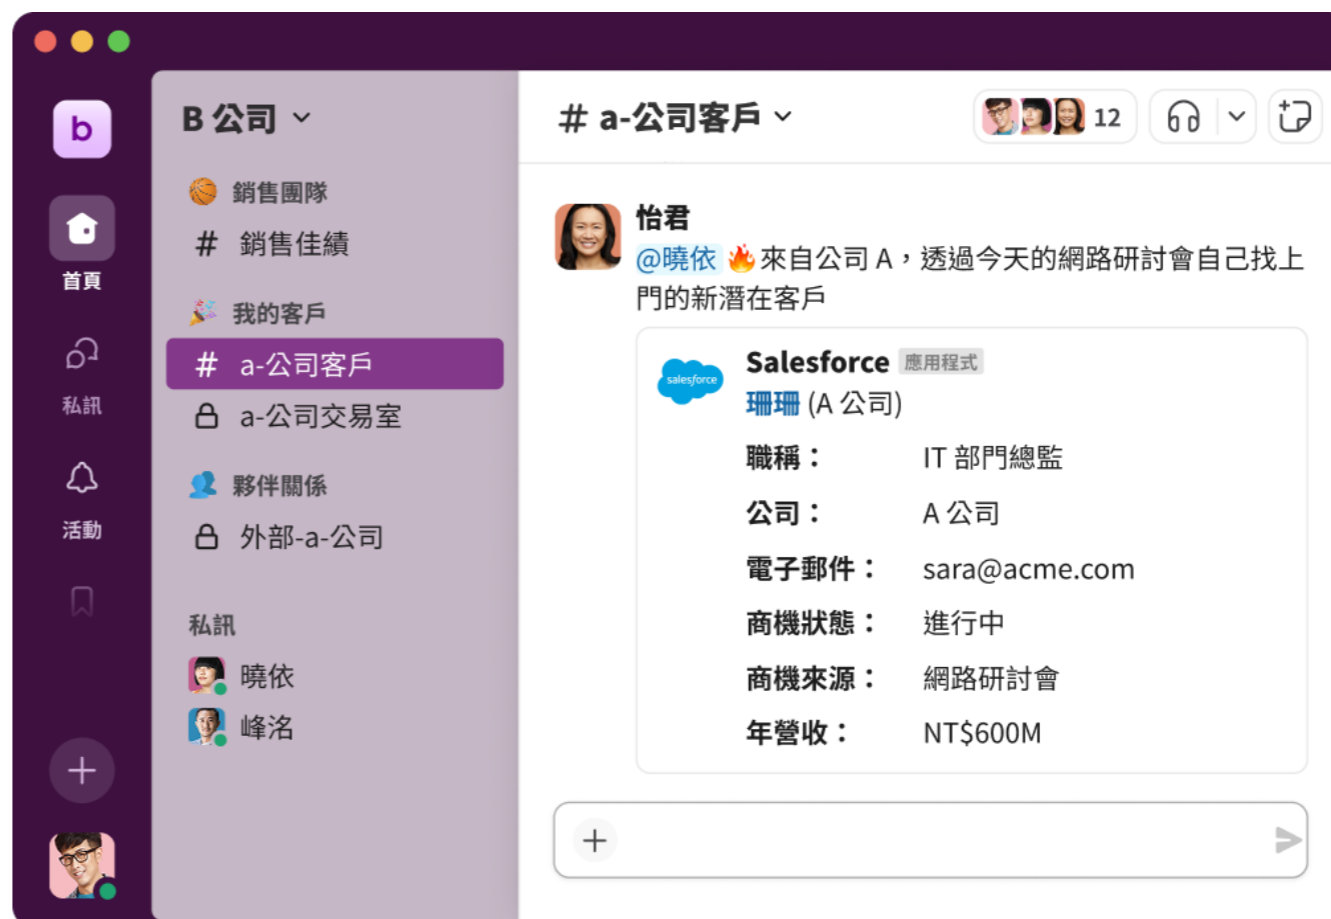 b
首頁
私訊
活動
B 公司
銷售團隊
# 銷售佳績
我的客戶
# a-公司客戶
a-公司交易室
夥伴關係
外部-a-公司
私訊
曉依
峰洺
# a-公司客戶
12
怡君
@曉依 🔥來自公司 A，透過今天的網路研討會自己找上
門的新潛在客戶
salesforce
Salesforce 應用程式
珊珊 (A 公司)
職稱： IT 部門總監
公司： A 公司
電子郵件： sara@acme.com
商機狀態： 進行中
商機來源： 網路研討會
年營收： NT$600M